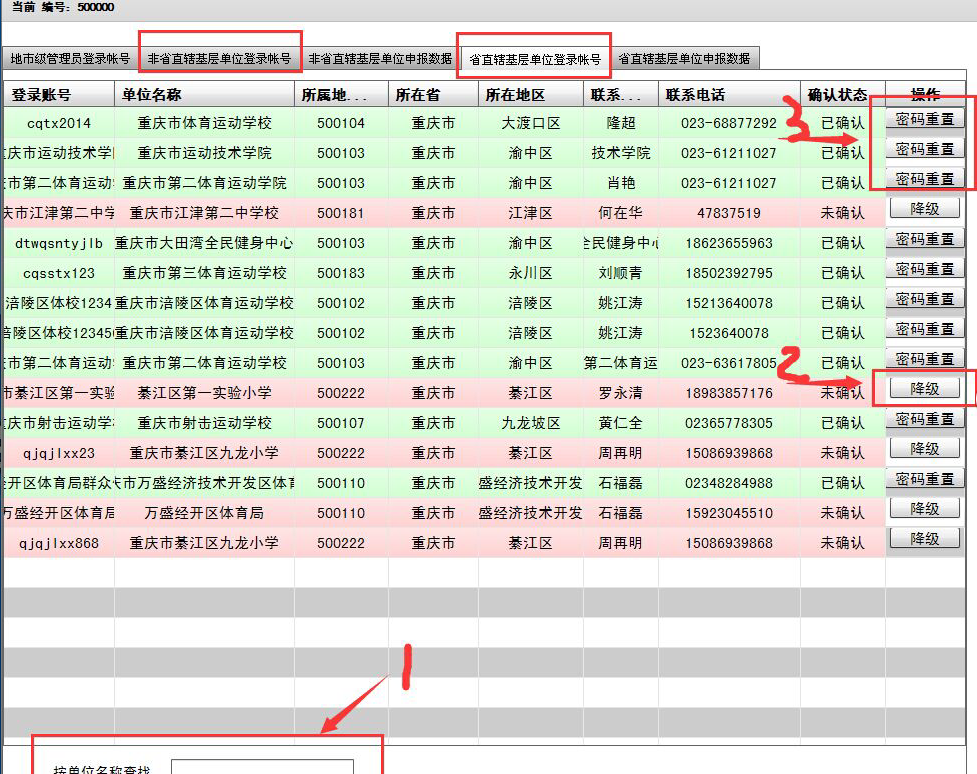 当前 编号: 500000
地市级管理员登录帐号 非省直辖基层单位登录帐号 非省直辖基层单位申报数据 省直辖基层单位登录帐号 省直辖基层单位申报数据
登录账号 单位名称 所属地... 所在省 所在地区 联系... 联系电话 确认状态 操作
cqtx2014 重庆市体育运动学校 500104 重庆市 大渡口区 隆超 023-68877292 已确认 密码重置
庆市运动技术学 重庆市运动技术学院 500103 重庆市 渝中区 技术学院 023-61211027 已确认 密码重置
市第二体育运动 重庆市第二体育运动学院 500103 重庆市 渝中区 肖艳 023-61211027 已确认 密码重置
庆市江津第二中学 重庆市江津第二中学校 500181 重庆市 江津区 何在华 47837519 未确认 降级
dtwqsntyjlb 重庆市大田湾全民健身中心 500103 重庆市 渝中区 全民健身中心 18623655963 已确认 密码重置
cqsstx123 重庆市第三体育运动学校 500183 重庆市 永川区 刘顺青 18502392795 已确认 密码重置
涪陵区体校1234 重庆市涪陵区体育运动学校 500102 重庆市 涪陵区 姚江涛 15213640078 已确认 密码重置
涪陵区体校123456 重庆市涪陵区体育运动学校 500102 重庆市 涪陵区 姚江涛 1523640078 已确认 密码重置
市第二体育运动 重庆市第二体育运动学校 500103 重庆市 渝中区 第二体育运 023-63617805 已确认 密码重置
市綦江区第一实验 綦江区第一实验小学 500222 重庆市 綦江区 罗永清 18983857176 未确认 降级
庆市射击运动学 重庆市射击运动学校 500107 重庆市 九龙坡区 黄仁全 02365778305 已确认 密码重置
qjqjlxx23 重庆市綦江区九龙小学 500222 重庆市 綦江区 周再明 15086939868 未确认 降级
经开区体育局群众 市万盛经济技术开发区体育 500110 重庆市 盛经济技术开发 石福磊 02348284988 已确认 密码重置
万盛经开区体育局 万盛经开区体育局 500110 重庆市 盛经济技术开发 石福磊 15923045510 未确认 降级
qjqjlxx868 重庆市綦江区九龙小学 500222 重庆市 綦江区 周再明 15086939868 未确认 降级
3
2
1
按单位名称查找